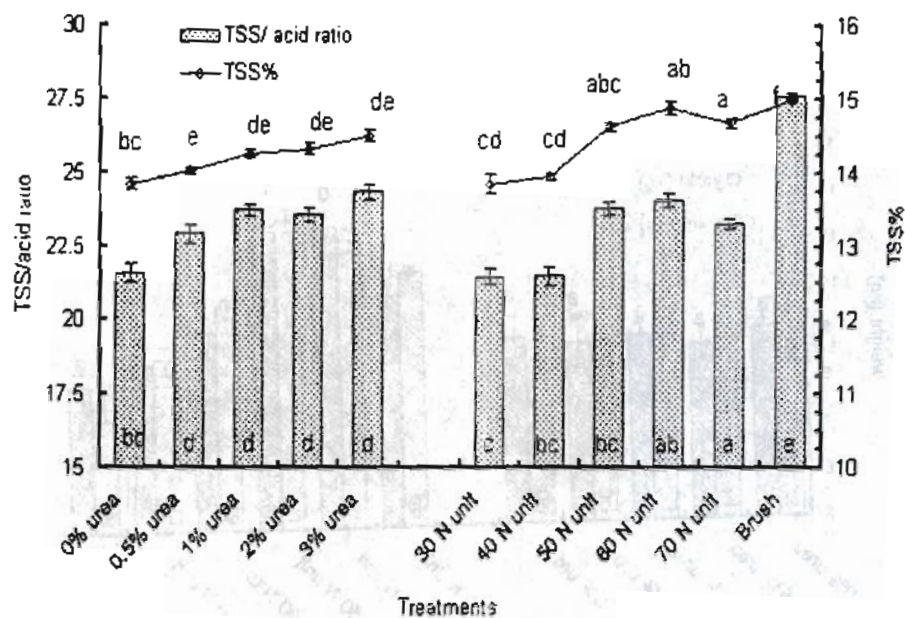 30
27.5
25
22.5
20
17.5
15
TSS/acid ratio
TSS/ acid ratio
TSS%
16
15
14
13
12
11
10
TSS%
bc
e
de
de
de
cd
cd
abc
ab
a
f
d
d
d
d
c
bc
bc
ab
a
e
0% urea
0.5% urea
1% urea
2% urea
3% urea
30 N unit
40 N unit
50 N unit
60 N unit
70 N unit
Brush
Treatments